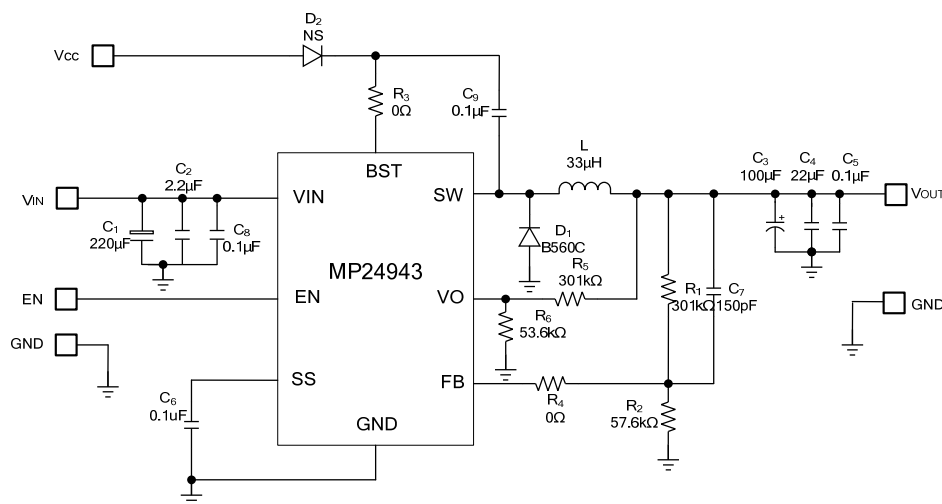 D2
NS
VCC
R3
0Ω
C9
0.1µF
L
33µH
C3
100µF
C4
22µF
C5
0.1µF
BST
C2
2.2µF
VIN
VIN
SW
VOUT
C1
220µF
C8
0.1µF
D1
B560C
MP24943
R5
301kΩ
EN
EN
VO
R1
301kΩ
C7
150pF
GND
R6
53.6kΩ
GND
SS
FB
C6
0.1uF
R4
0Ω
R2
57.6kΩ
GND